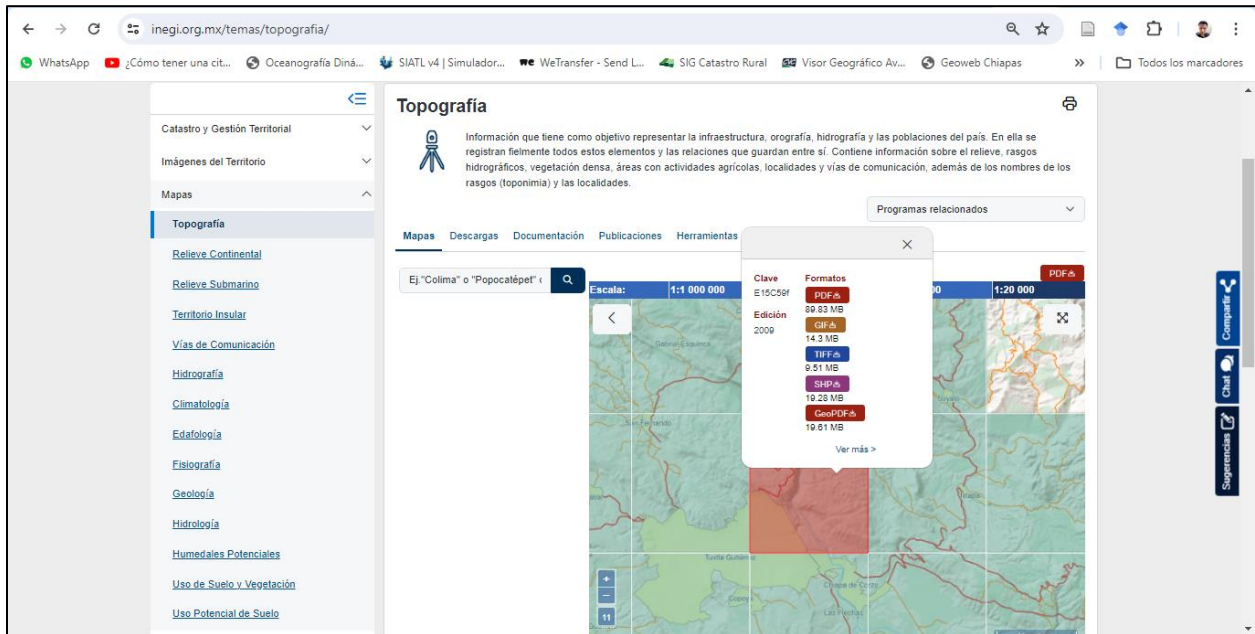 inegi.org.mx/temas/topografia/
WhatsApp ¿Cómo tener una cit... Oceanografía Diná... SIATL v4 | Simulador... WeTransfer - Send L... SIG Catastro Rural Visor Geográfico Av... Geoweb Chiapas » Todos los marcadores
Catastro y Gestión Territorial
Imágenes del Territorio
Mapas
Topografía
Relieve Continental
Relieve Submarino
Territorio Insular
Vías de Comunicación
Hidrografía
Climatología
Edafología
Fisiografía
Geología
Hidrología
Humedales Potenciales
Uso de Suelo y Vegetación
Uso Potencial de Suelo
Topografía
Información que tiene como objetivo representar la infraestructura, orografía, hidrografía y las poblaciones del país. En ella se
registran fielmente todos estos elementos y las relaciones que guardan entre sí. Contiene información sobre el relieve, rasgos
hidrográficos, vegetación densa, áreas con actividades agrícolas, localidades y vías de comunicación, además de los nombres de los
rasgos (toponimia) y las localidades.
Programas relacionados
Mapas Descargas Documentación Publicaciones Herramientas
Ej."Colima" o "Popocatépetl" c
PDF
Escala: 1:1 000 000 00 1:20 000
Clave Formatos
E15C59f PDF
89.83 MB
Edición GIF
2009 14.3 MB
TIFF
9.51 MB
SHP
19.28 MB
GeoPDF
19.61 MB
Ver más >
San Fernando
Tuxtla Gutiérrez
Chiapa de Corzo
Copoya
Las Flechas
+
−
11
Compartir
Chat
Sugerencias